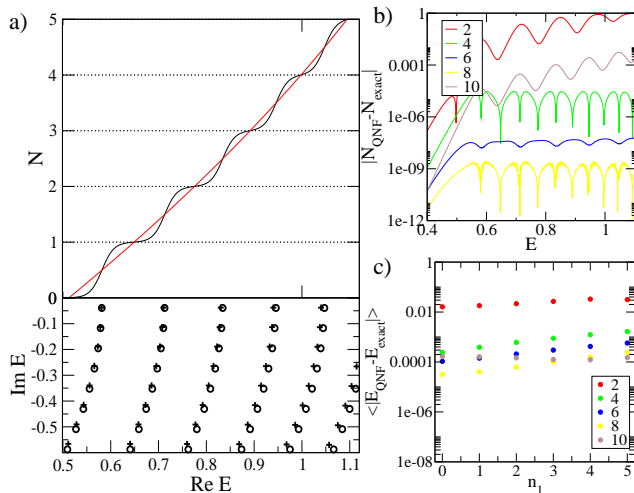 a)
5
4
3
2
1
0
N
-0.1
-0.2
-0.3
-0.4
-0.5
Im E
0.5 0.6 0.7 0.8 0.9 1 1.1
Re E
b)
1
0.001
1e-06
1e-09
1e-12
|N_QNF-N_exact|
2
4
6
8
10
0.4 0.6 0.8 1
E
c)
1
0.01
0.0001
1e-06
1e-08
<|E_QNF-E_exact|>
2
4
6
8
10
0 1 2 3 4 5
n_1